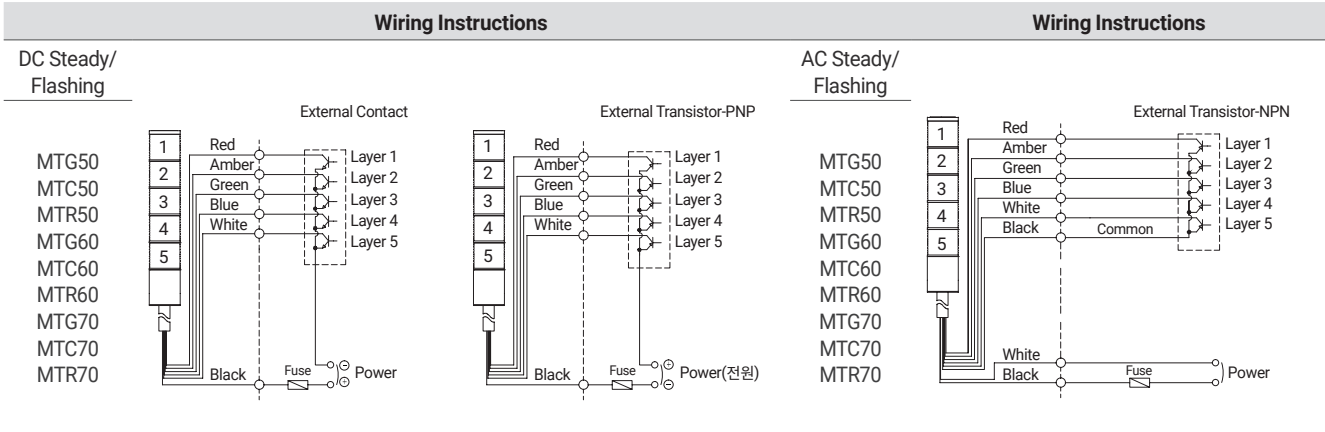 Wiring Instructions
Wiring Instructions
DC Steady/
Flashing
MTG50
MTC50
MTR50
MTG60
MTC60
MTR60
MTG70
MTC70
MTR70
External Contact
1
2
3
4
5
Red
Amber
Green
Blue
White
Layer 1
Layer 2
Layer 3
Layer 4
Layer 5
Black
Fuse
⊖
⊕
Power
External Transistor-PNP
1
2
3
4
5
Red
Amber
Green
Blue
White
Layer 1
Layer 2
Layer 3
Layer 4
Layer 5
Black
Fuse
⊕
⊖
Power(전원)
AC Steady/
Flashing
MTG50
MTC50
MTR50
MTG60
MTC60
MTR60
MTG70
MTC70
MTR70
External Transistor-NPN
1
2
3
4
5
Red
Amber
Green
Blue
White
Black
Common
Layer 1
Layer 2
Layer 3
Layer 4
Layer 5
White
Black
Fuse
Power